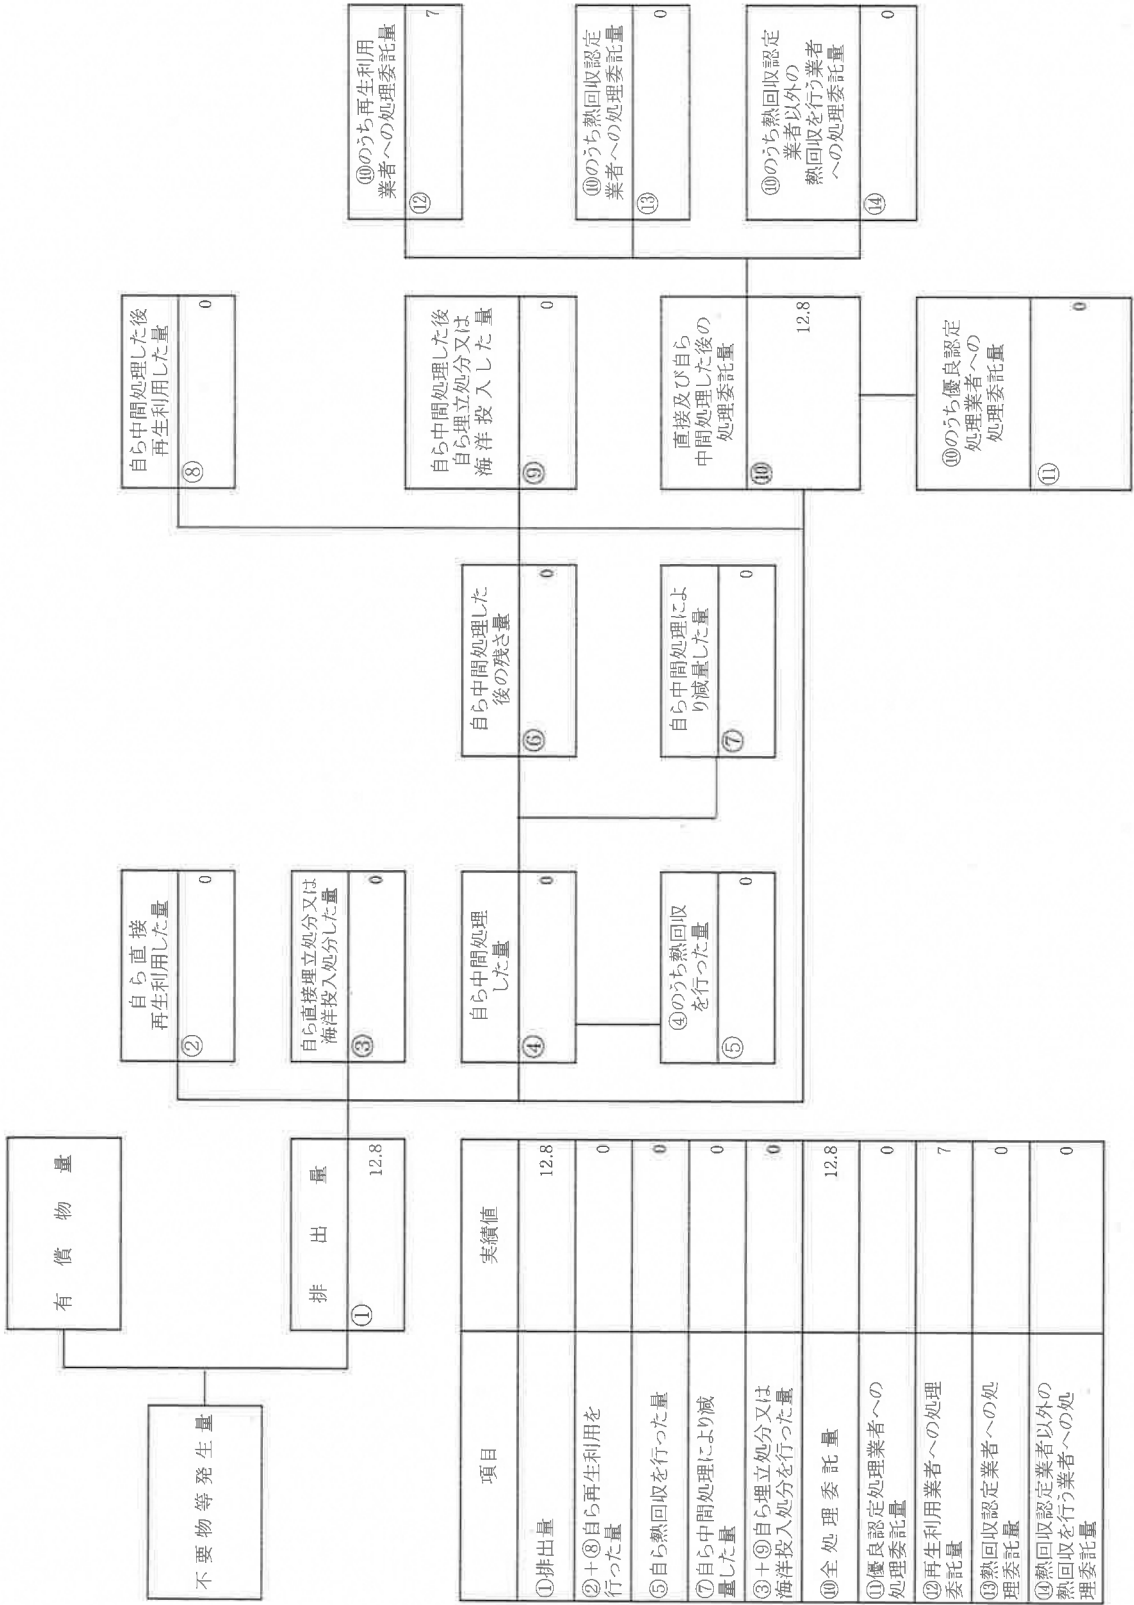 不要物等発生量
有償物量
排出量
①
12.8
自ら直接
再生利用した量
②
0
自ら直接埋立処分又は
海洋投入処分した量
③
0
自ら中間処理
した量
④
0
④のうち熱回収
を行った量
⑤
0
自ら中間処理した
後の残さ量
⑥
0
自ら中間処理によ
り減量した量
⑦
0
自ら中間処理した後
再生利用した量
⑧
0
自ら中間処理した後
自ら埋立処分又は
海洋投入した量
⑨
0
直接及び自ら
中間処理した後の
処理委託量
⑩
12.8
⑩のうち優良認定
処理業者への
処理委託量
⑪
0
⑩のうち再生利用
業者への処理委託量
⑫
7
⑩のうち熱回収認定
業者への処理委託量
⑬
0
⑩のうち熱回収認定
業者以外の
熱回収を行う業者
への処理委託量
⑭
0
項目 実績値
①排出量 12.8
②+⑧自ら再生利用を
行った量 0
⑤自ら熱回収を行った量 0
⑦自ら中間処理により減
量した量 0
③+⑨自ら埋立処分又は
海洋投入処分を行った量 0
⑩全処理委託量 12.8
⑪優良認定処理業者への
処理委託量 0
⑫再生利用業者への処理
委託量 7
⑬熱回収認定業者への処
理委託量 0
⑭熱回収認定業者以外の
熱回収を行う業者への処
理委託量 0